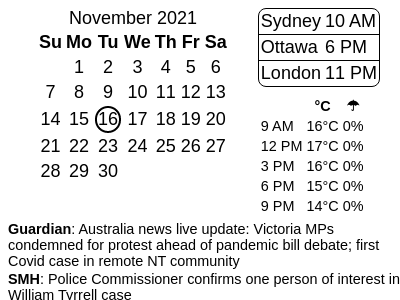 November 2021
Su Mo Tu We Th Fr Sa
1 2 3 4 5 6
7 8 9 10 11 12 13
14 15 16 17 18 19 20
21 22 23 24 25 26 27
28 29 30
Sydney 10 AM
Ottawa 6 PM
London 11 PM
°C ☂
9 AM 16°C 0%
12 PM 17°C 0%
3 PM 16°C 0%
6 PM 15°C 0%
9 PM 14°C 0%
Guardian: Australia news live update: Victoria MPs
condemned for protest ahead of pandemic bill debate; first
Covid case in remote NT community
SMH: Police Commissioner confirms one person of interest in
William Tyrrell case